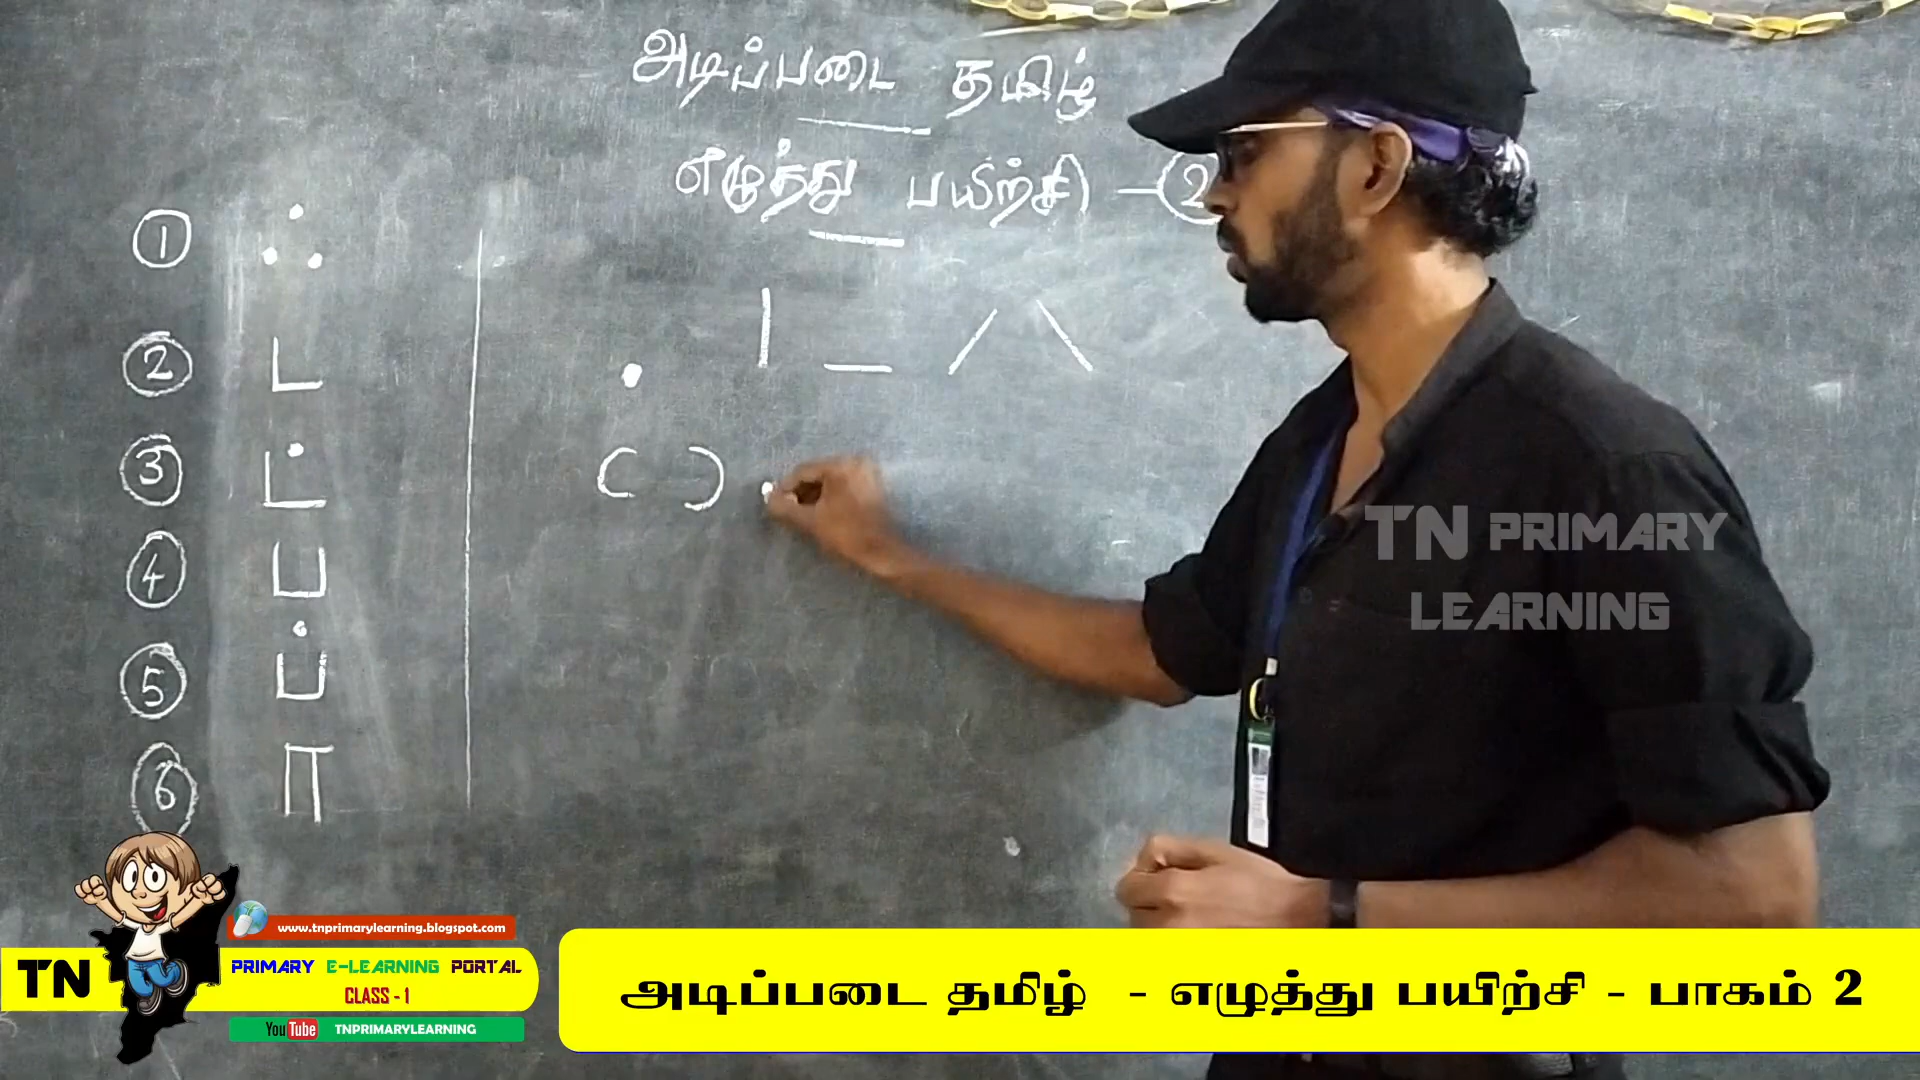 அடிப்படை தமிழ்
எழுத்து பயிற்சி - 2
1 ஃ
2 ட
3 ட்
4 ப
5 ப்
6 π
. | _ / \
( ) .
TN PRIMARY
LEARNING
www.tnprimarylearning.blogspot.com
TN PRIMARY E-LEARNING PORTAL
CLASS - 1
YouTube TNPRIMARYLEARNING
அடிப்படை தமிழ் - எழுத்து பயிற்சி - பாகம் 2